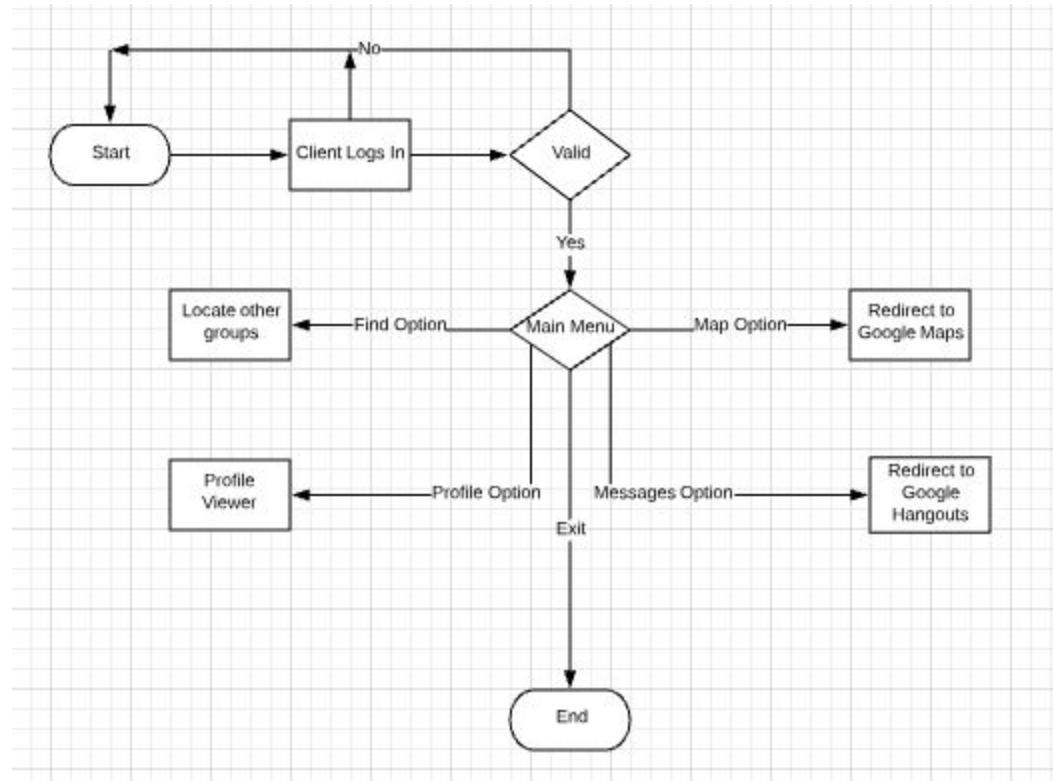 No
Start
Client Logs In
Valid
Yes
Locate other
groups
Find Option
Main Menu
Map Option
Redirect to
Google Maps
Profile
Viewer
Profile Option
Messages Option
Redirect to
Google
Hangouts
Exit
End